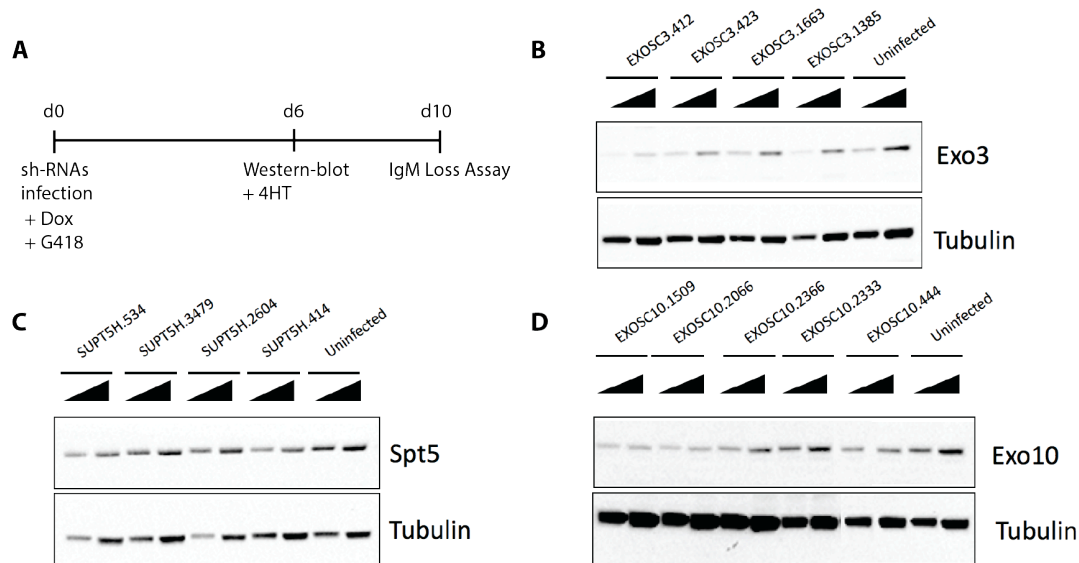 A
d0
d6
d10
sh-RNAs
infection
+ Dox
+ G418
Western-blot
+ 4HT
IgM Loss Assay
B
EXOSC3.412
EXOSC3.423
EXOSC3.1663
EXOSC3.1385
Uninfected
Exo3
Tubulin
C
SUPT5H.534
SUPT5H.3479
SUPT5H.2604
SUPT5H.414
Uninfected
Spt5
Tubulin
D
EXOSC10.1509
EXOSC10.2066
EXOSC10.2366
EXOSC10.2333
EXOSC10.444
Uninfected
Exo10
Tubulin